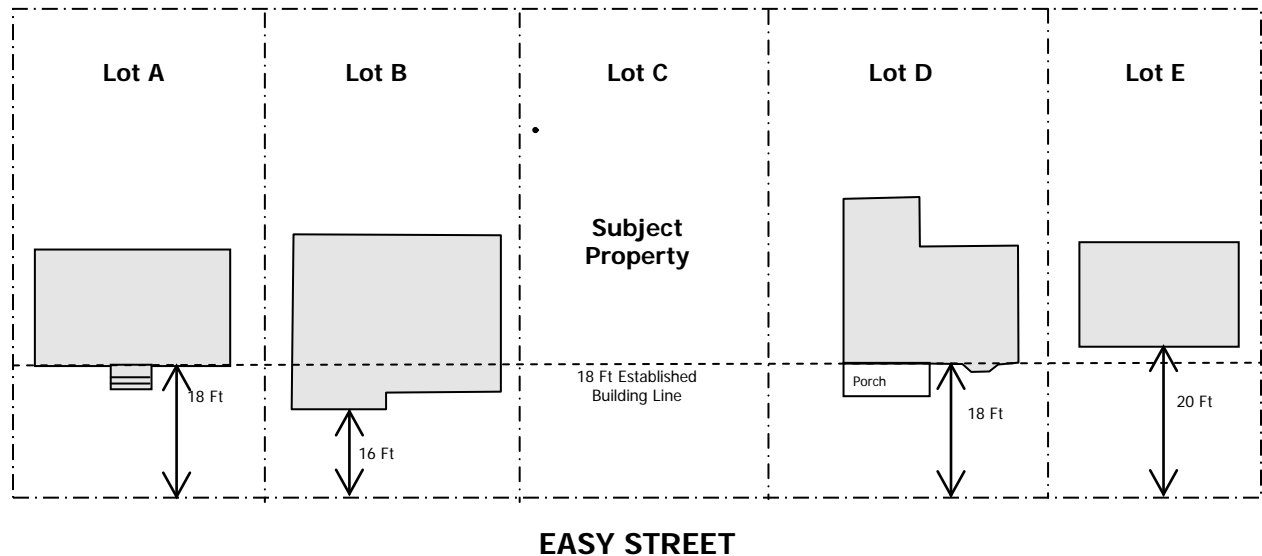 Lot A
Lot B
Lot C
Lot D
Lot E
Subject
Property
18 Ft Established
Building Line
18 Ft
16 Ft
Porch
18 Ft
20 Ft
EASY STREET